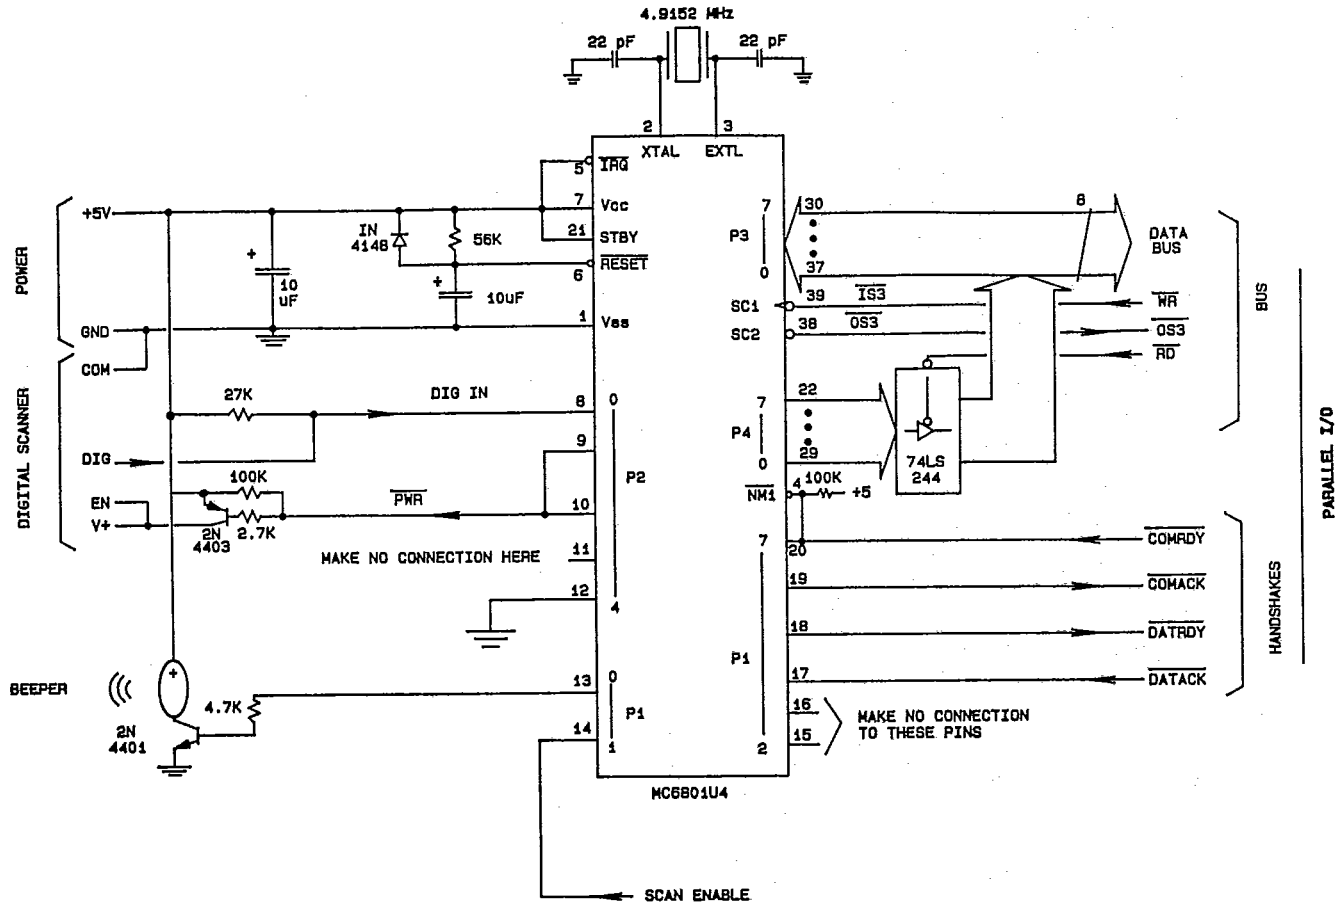 4.9152 MHz
22 pF
22 pF
2
3
XTAL
EXTL
5
IRQ
7
Vcc
21
STBY
6
RESET
1
Vss
POWER
+5V
GND
+
10
uF
IN
4148
56K
+
10uF
DIGITAL SCANNER
COM
DIG
EN
V+
27K
DIG IN
100K
2.7K
2N
4403
PWR
8
9
10
11
12
0
P2
4
MAKE NO CONNECTION HERE
BEEPER
+
4.7K
2N
4401
13
14
0
P1
1
SCAN ENABLE
MC6801U4
7
P3
0
30
37
8
DATA
BUS
SC1
39
IS3
WR
SC2
38
OS3
OS3
RD
BUS
7
P4
0
22
29
74LS
244
NMI
4
100K
+5
7
P1
2
20
COMRDY
19
COMACK
18
DATRDY
17
DATACK
16
15
MAKE NO CONNECTION
TO THESE PINS
HANDSHAKES
PARALLEL I/O